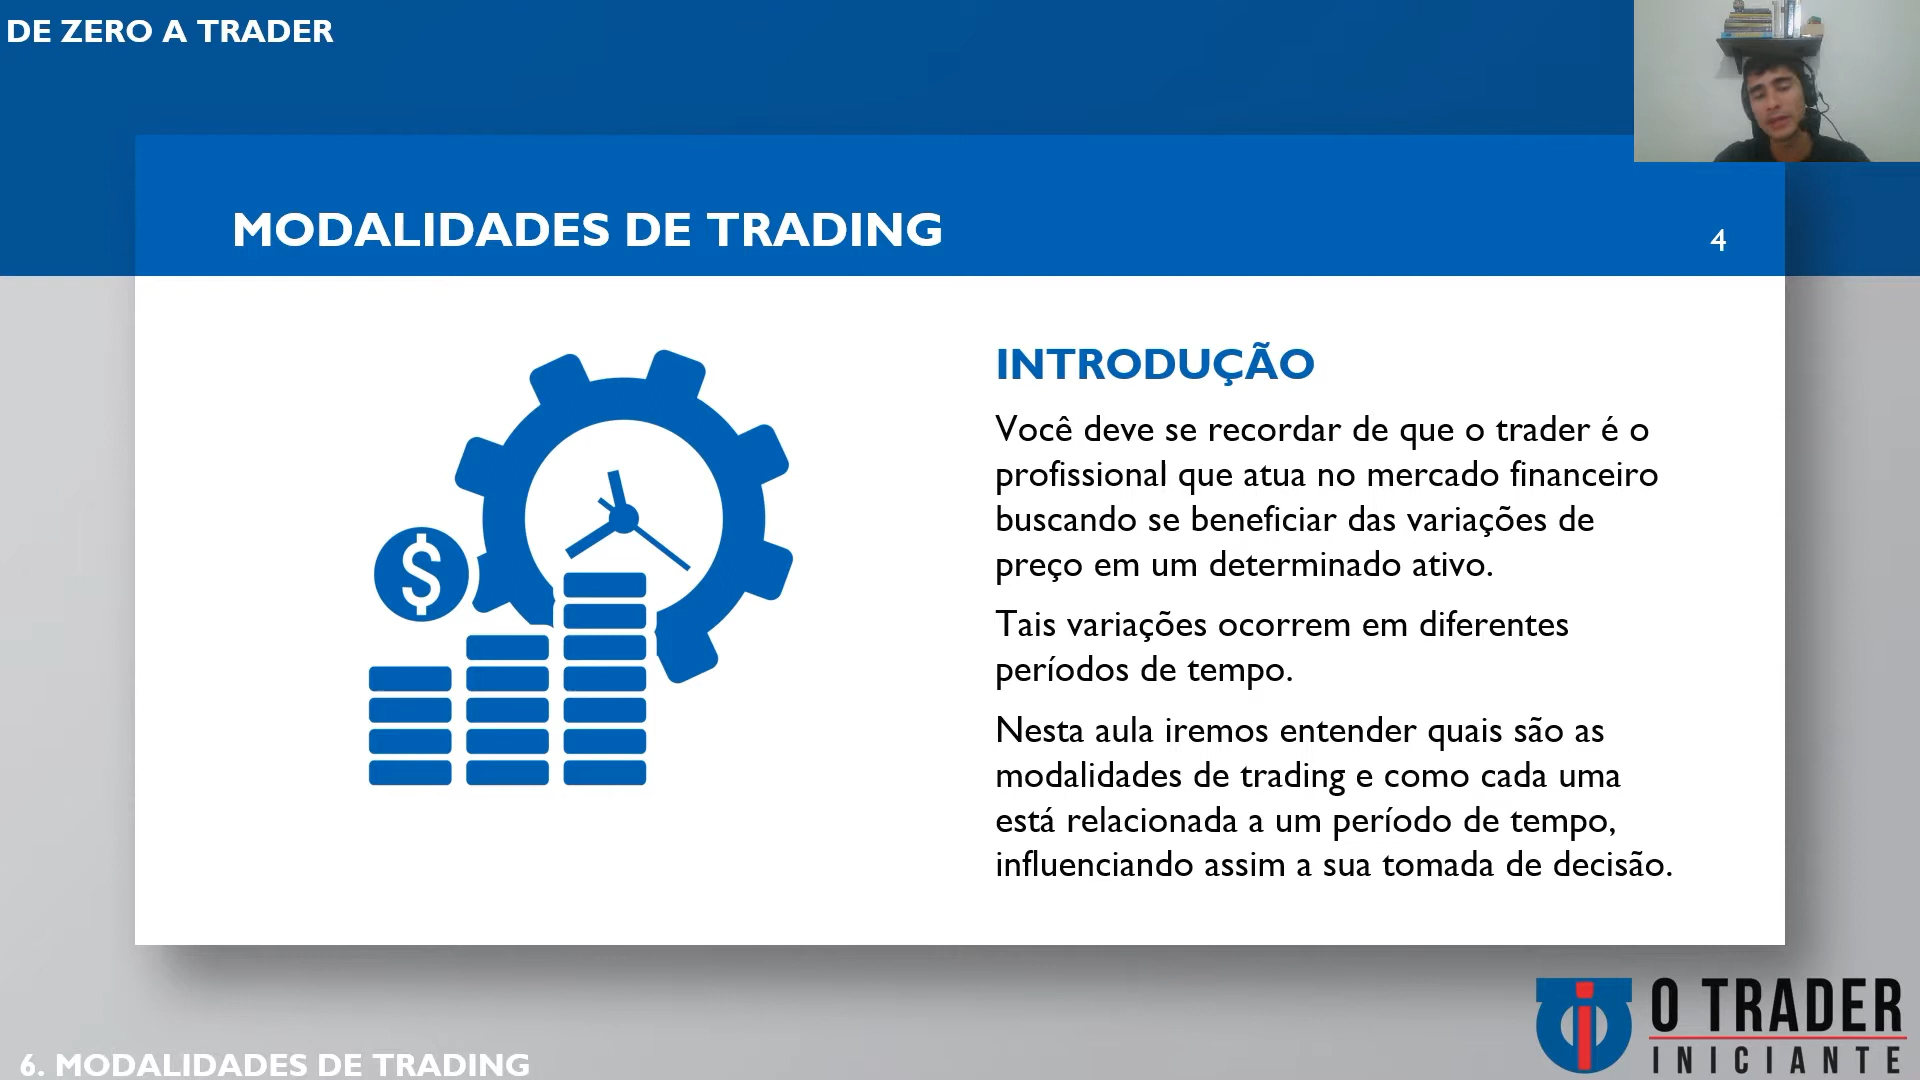 DE ZERO A TRADER
MODALIDADES DE TRADING
4
INTRODUÇÃO
Você deve se recordar de que o trader é o
profissional que atua no mercado financeiro
buscando se beneficiar das variações de
preço em um determinado ativo.
Tais variações ocorrem em diferentes
períodos de tempo.
Nesta aula iremos entender quais são as
modalidades de trading e como cada uma
está relacionada a um período de tempo,
influenciando assim a sua tomada de decisão.
$
O TRADER
INICIANTE
6. MODALIDADES DE TRADING